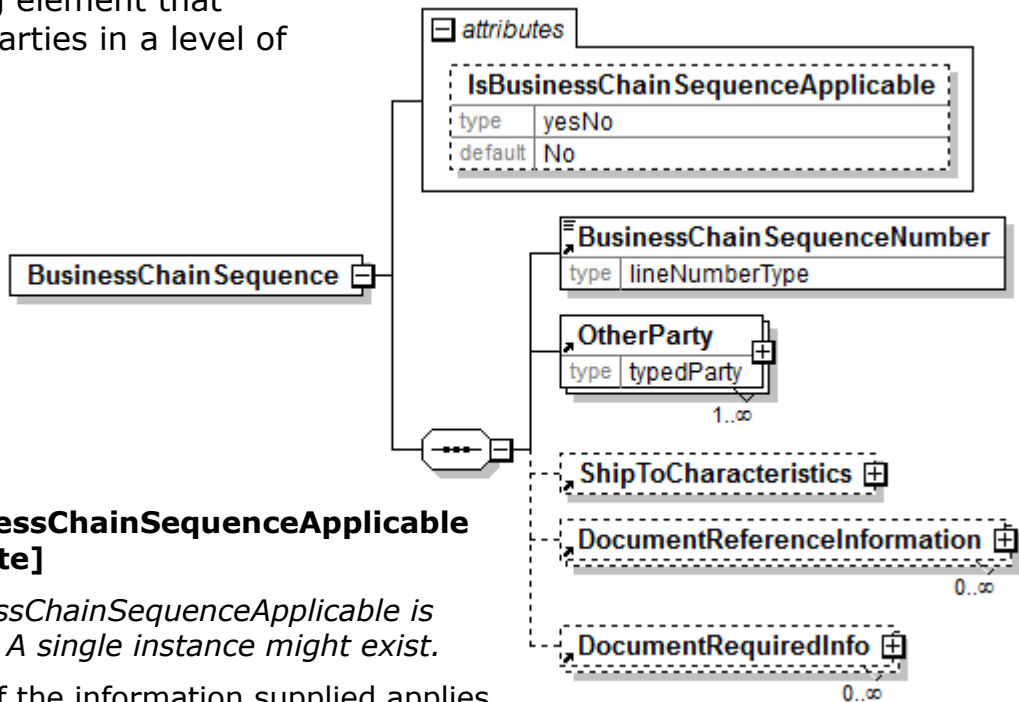 element that
arties in a level of
attributes
IsBusinessChainSequenceApplicable
type yesNo
default No
BusinessChainSequence
BusinessChainSequenceNumber
type lineNumberType
OtherParty
type typedParty
1..∞
ShipToCharacteristics
DocumentReferenceInformation
0..∞
DocumentRequiredInfo
0..∞
essChainSequenceApplicable
te]
ssChainSequenceApplicable is
A single instance might exist.
f the information supplied applies